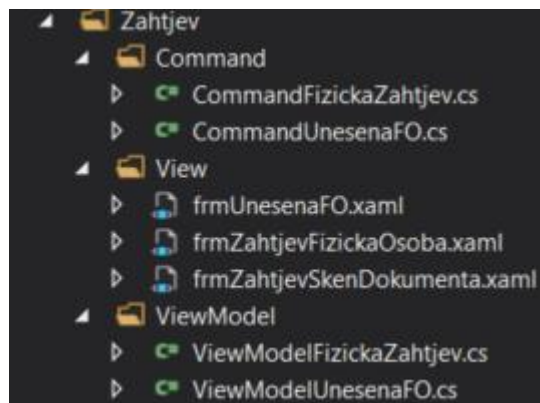 Zahtjev
Command
C# CommandFizickaZahtjev.cs
C# CommandUnesenaFO.cs
View
frmUnesenaFO.xaml
frmZahtjevFizickaOsoba.xaml
frmZahtjevSkenDokumenta.xaml
ViewModel
C# ViewModelFizickaZahtjev.cs
C# ViewModelUnesenaFO.cs